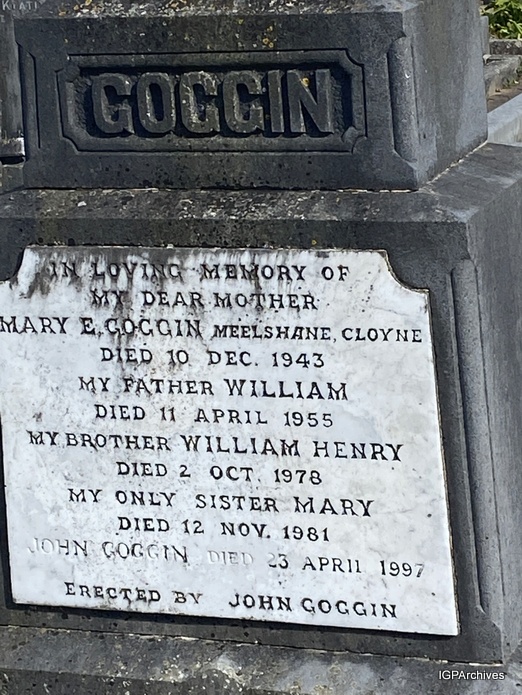 GOGGIN
IN LOVING MEMORY OF
MY DEAR MOTHER
MARY E. GOGGIN MEELSHANE, CLOYNE
DIED 10 DEC. 1943
MY FATHER WILLIAM
DIED 11 APRIL 1955
MY BROTHER WILLIAM HENRY
DIED 2 OCT. 1978
MY ONLY SISTER MARY
DIED 12 NOV. 1981
JOHN GOGGIN DIED 23 APRIL 1997
ERECTED BY JOHN GOGGIN
IGPArchives